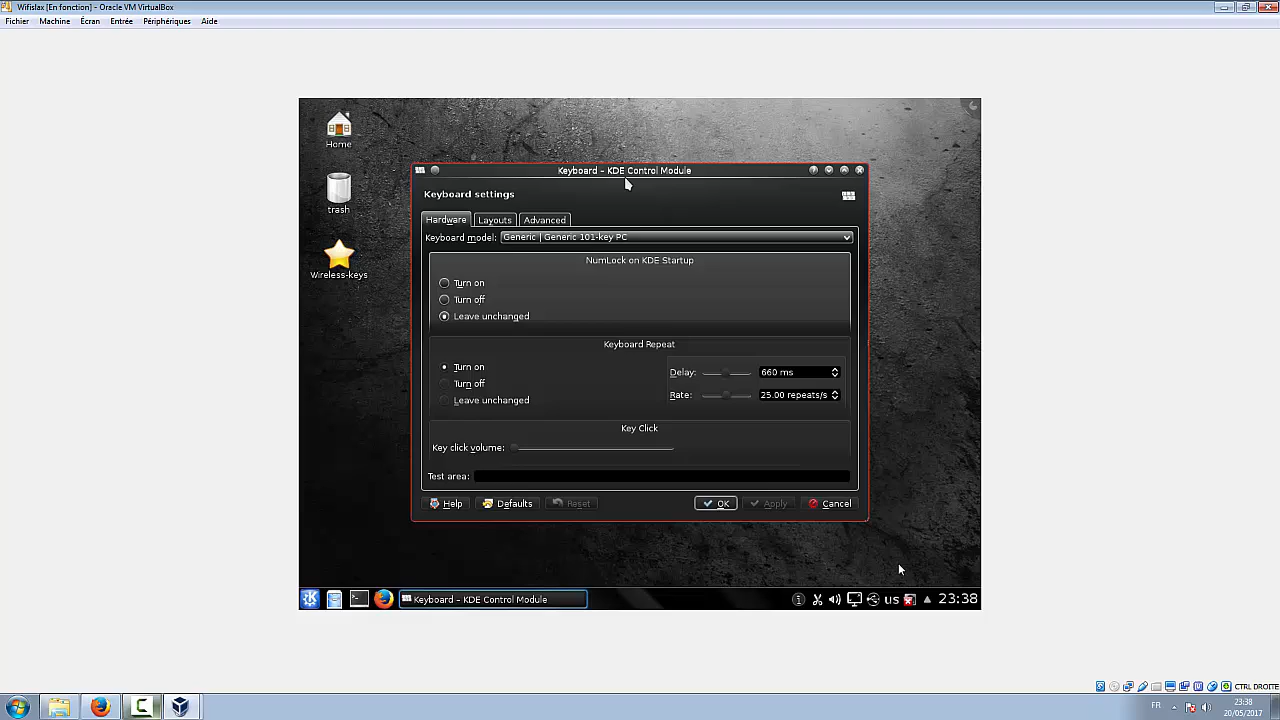 Wifislax [En fonction] - Oracle VM VirtualBox
Fichier Machine Écran Entrée Périphériques Aide
Home
trash
Wireless-keys
Keyboard – KDE Control Module
Keyboard settings
Hardware Layouts Advanced
Keyboard model: Generic | Generic 101-key PC
NumLock on KDE Startup
Turn on
Turn off
Leave unchanged
Keyboard Repeat
Turn on
Turn off
Leave unchanged
Delay: 660 ms
Rate: 25.00 repeats/s
Key Click
Key click volume:
Test area:
Help Defaults Reset OK Apply Cancel
Keyboard – KDE Control Module us 23:38
CTRL DROITE
FR 23:38
20/05/2017